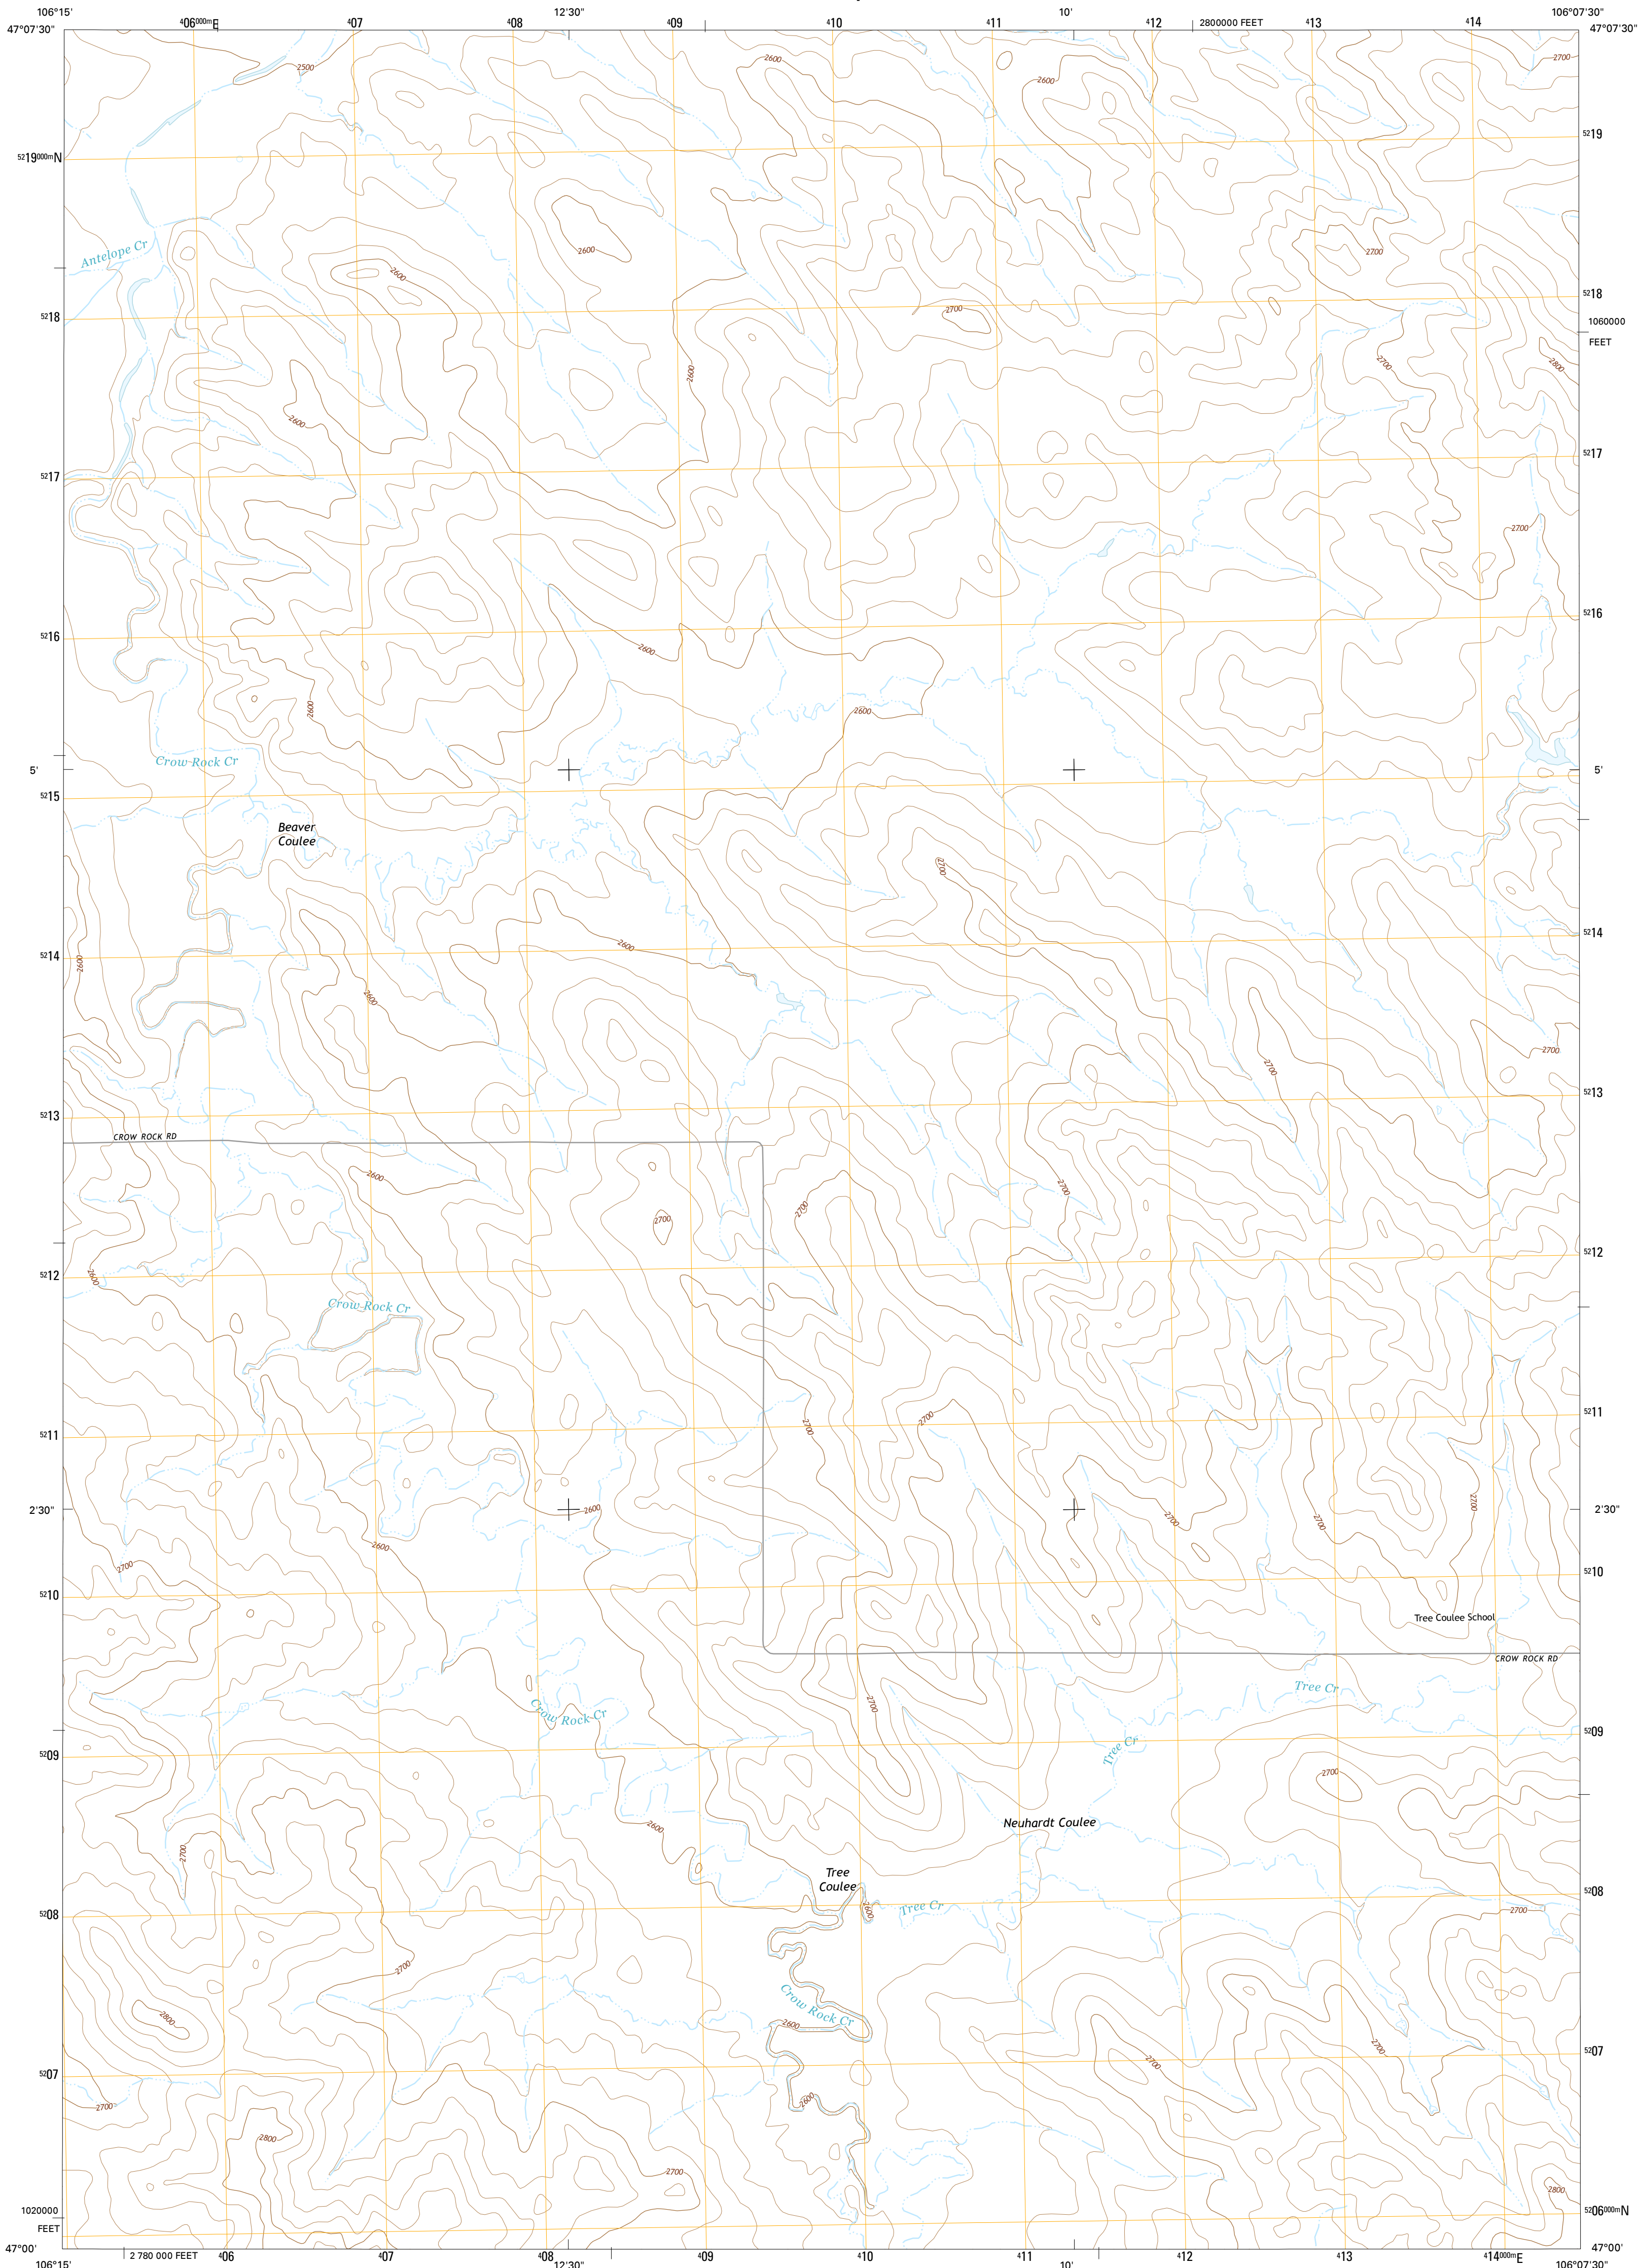 106°15' ⁴06⁰⁰⁰ᵐE ⁴07 ⁴08 12'30" ⁴09 ⁴10 ⁴11 10' ⁴12 2800000 FEET ⁴13 ⁴14 106°07'30"
47°07'30" 47°07'30"
2500 2600 2600 2700
⁵²19⁰⁰⁰ᵐN ⁵²19
Antelope Cr
2600 2600 2700
⁵²18 2700 ⁵²18
1060000
FEET
2600 2700 2800
2600
⁵²17 ⁵²17
2700
⁵²16 ⁵²16
2600
2600 2600
Crow Rock Cr
5' 5'
⁵²15 ⁵²15
Beaver
Coulee
2700
⁵²14 2600 ⁵²14
2600 2600
2700 2700
⁵²13 ⁵²13
CROW ROCK RD
2600 2700
2700 2700
⁵²12 ⁵²12
2600
Crow Rock Cr
⁵²11 2700 2700 ⁵²11
2'30" 2600 2700 2700 2700 2'30"
2600
2700
⁵²10 ⁵²10
Tree Coulee School
CROW ROCK RD
Tree Cr
2700
Crow Rock Cr
⁵²09 Tree Cr ⁵²09
2700
Neuhardt Coulee
2600
2700
Tree
Coulee
⁵²08 2600 Tree Cr ⁵²08
2700
2700
Crow Rock Cr
2800 2600 2700
⁵²07 2700 ⁵²07
2700 2600
2800
2700 2800
1020000
FEET
⁵²06⁰⁰⁰ᵐN
47°00' 47°00'
106°15' 2 780 000 FEET ⁴06 ⁴07 ⁴08 12'30" ⁴09 ⁴10 ⁴11 10' ⁴12 ⁴13 ⁴14⁰⁰⁰ᵐE 106°07'30"